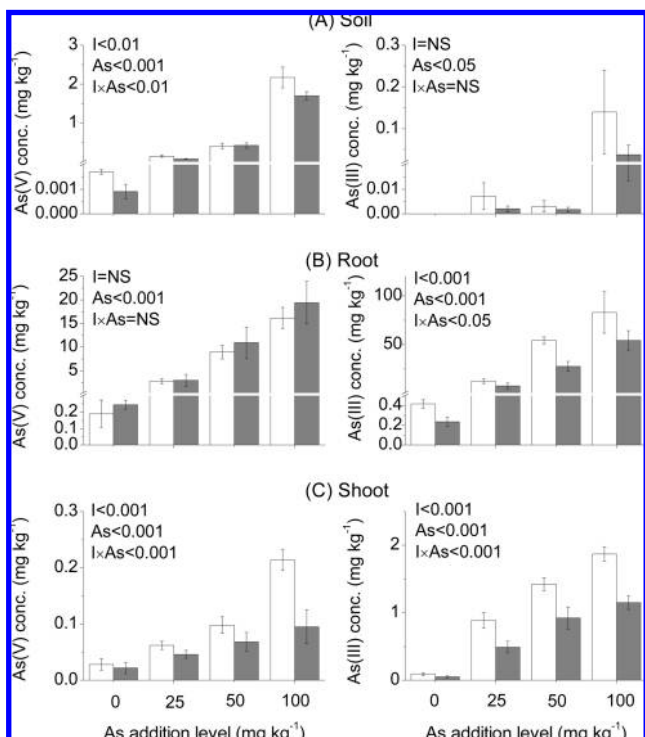 (A) Soil
As(V) conc. (mg kg⁻¹)
I<0.01
As<0.001
I×As<0.01
3
2
1
0.001
0.000
As(III) conc. (mg kg⁻¹)
I=NS
As<0.05
I×As=NS
0.3
0.2
0.1
0.01
0.00
(B) Root
As(V) conc. (mg kg⁻¹)
I=NS
As<0.001
I×As=NS
25
20
15
10
5
0.2
0.0
As(III) conc. (mg kg⁻¹)
I<0.001
As<0.001
I×As<0.05
100
50
0.4
0.2
0.0
(C) Shoot
As(V) conc. (mg kg⁻¹)
I<0.001
As<0.001
I×As<0.001
0.3
0.2
0.1
0.0
0 25 50 100
As addition level (mg kg⁻¹)
As(III) conc. (mg kg⁻¹)
I<0.001
As<0.001
I×As<0.001
2
1
0
0 25 50 100
As addition level (mg kg⁻¹)